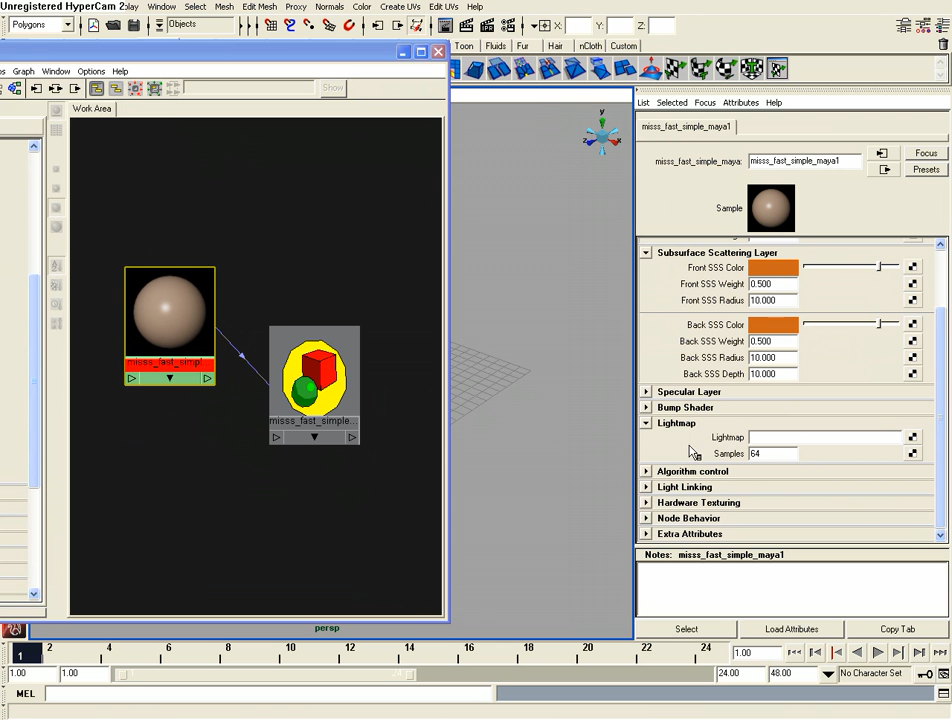 Unregistered HyperCam 2
Window Select Mesh Edit Mesh Proxy Normals Color Create UVs Edit UVs Help
Polygons Objects X: Y: Z:
Toon Fluids Fur Hair nCloth Custom
Graph Window Options Help
Show
Work Area
List Selected Focus Attributes Help
misss_fast_simple_maya1
misss_fast_simple_maya: misss_fast_simple_maya1
Focus
Presets
Sample
Subsurface Scattering Layer
Front SSS Color
Front SSS Weight 0.500
Front SSS Radius 10.000
Back SSS Color
Back SSS Weight 0.500
Back SSS Radius 10.000
Back SSS Depth 10.000
Specular Layer
Bump Shader
Lightmap
Lightmap
Samples 64
Algorithm control
Light Linking
Hardware Texturing
Node Behavior
Extra Attributes
misss_fast_simpl
misss_fast_simple...
y
z
x
Notes: misss_fast_simple_maya1
Select Load Attributes Copy Tab
persp
1 2 4 6 8 10 12 14 16 18 20 22 24 1.00
1.00 1.00 1 24 24.00 48.00 No Character Set
MEL